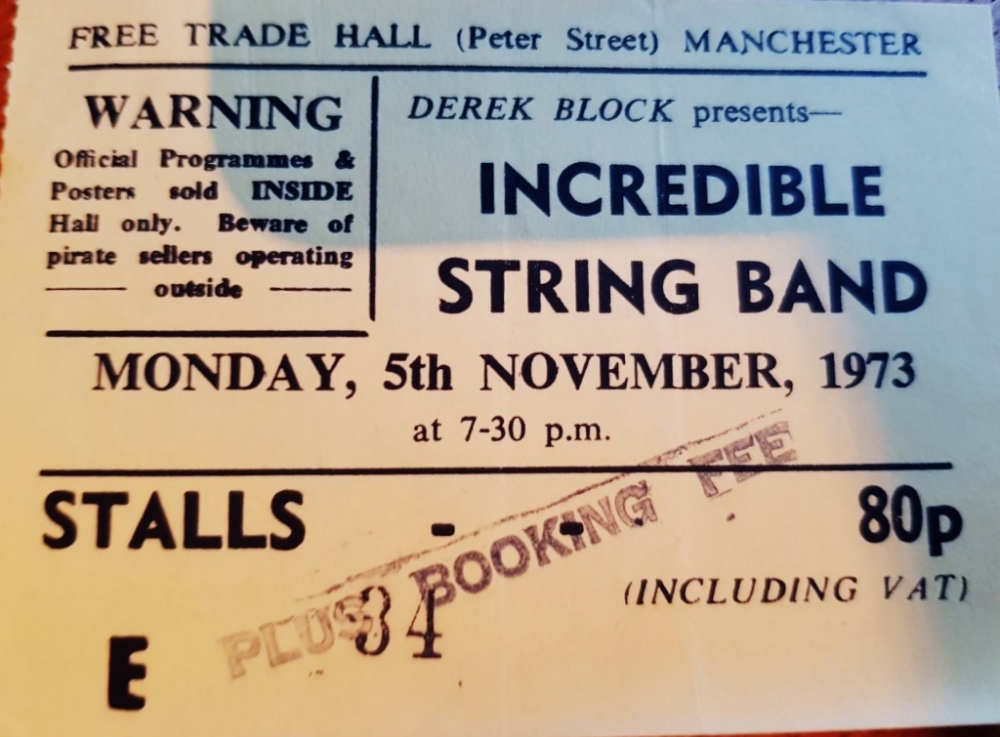 FREE TRADE HALL (Peter Street) MANCHESTER
WARNING
Official Programmes &
Posters sold INSIDE
Hall only. Beware of
pirate sellers operating
outside
DEREK BLOCK presents—
INCREDIBLE
STRING BAND
MONDAY, 5th NOVEMBER, 1973
at 7-30 p.m.
STALLS - - 80p
(INCLUDING VAT)
PLUS BOOKING FEE
E 34